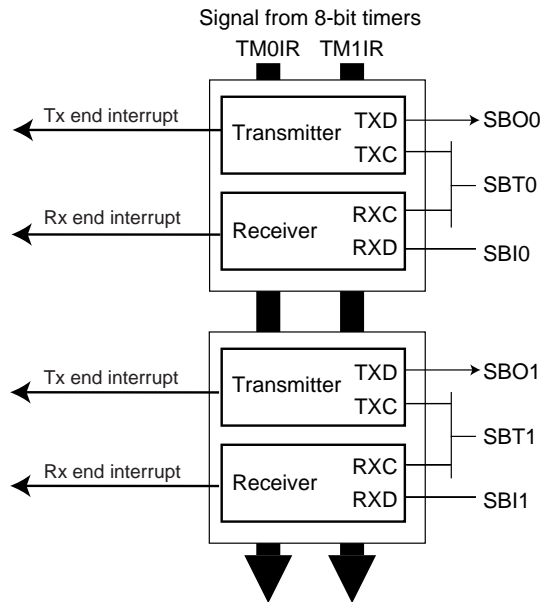 Signal from 8-bit timers
TM0IR TM1IR
Tx end interrupt
Transmitter
TXD
TXC
SBO0
SBT0
Rx end interrupt
Receiver
RXC
RXD
SBI0
Tx end interrupt
Transmitter
TXD
TXC
SBO1
SBT1
Rx end interrupt
Receiver
RXC
RXD
SBI1